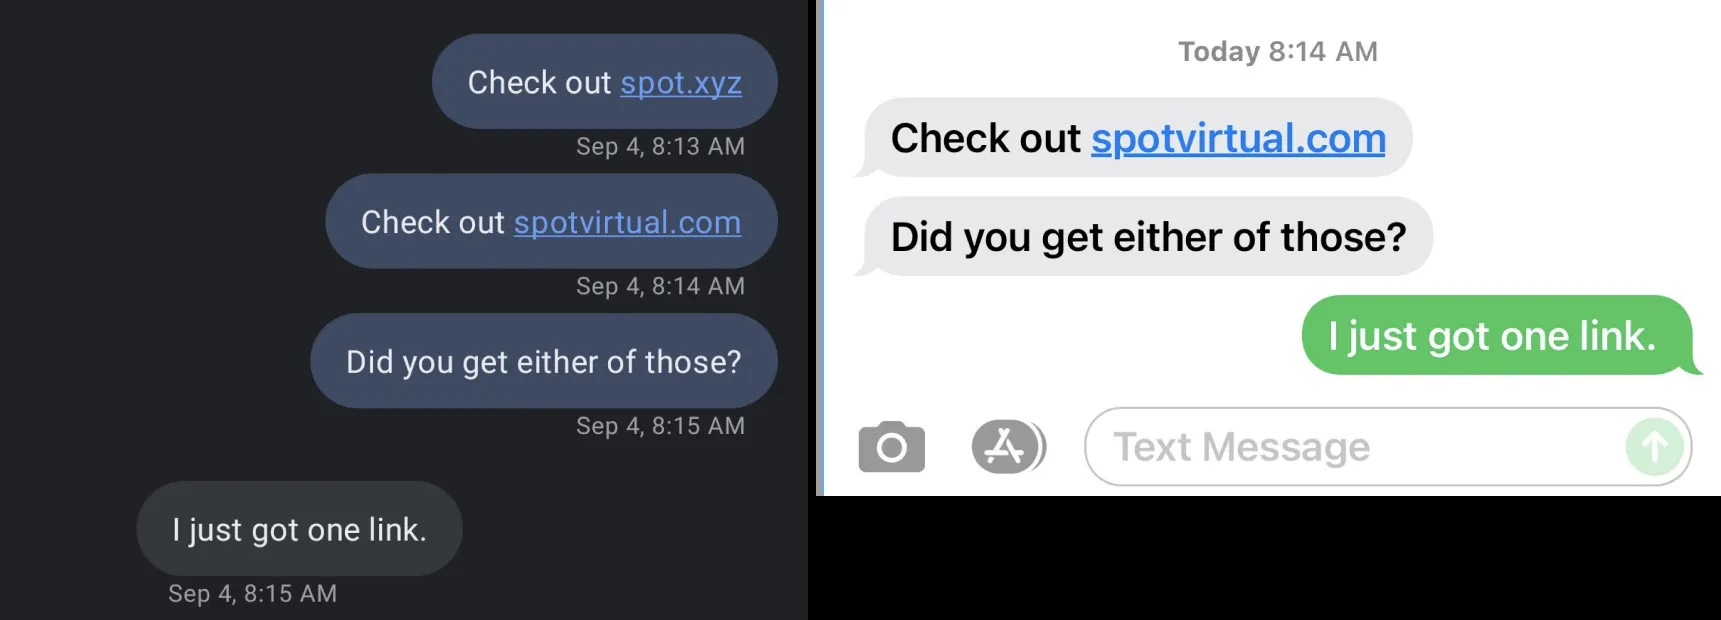 Check out spot.xyz
Sep 4, 8:13 AM
Check out spotvirtual.com
Sep 4, 8:14 AM
Did you get either of those?
Sep 4, 8:15 AM
I just got one link.
Sep 4, 8:15 AM
Today 8:14 AM
Check out spotvirtual.com
Did you get either of those?
I just got one link.
Text Message